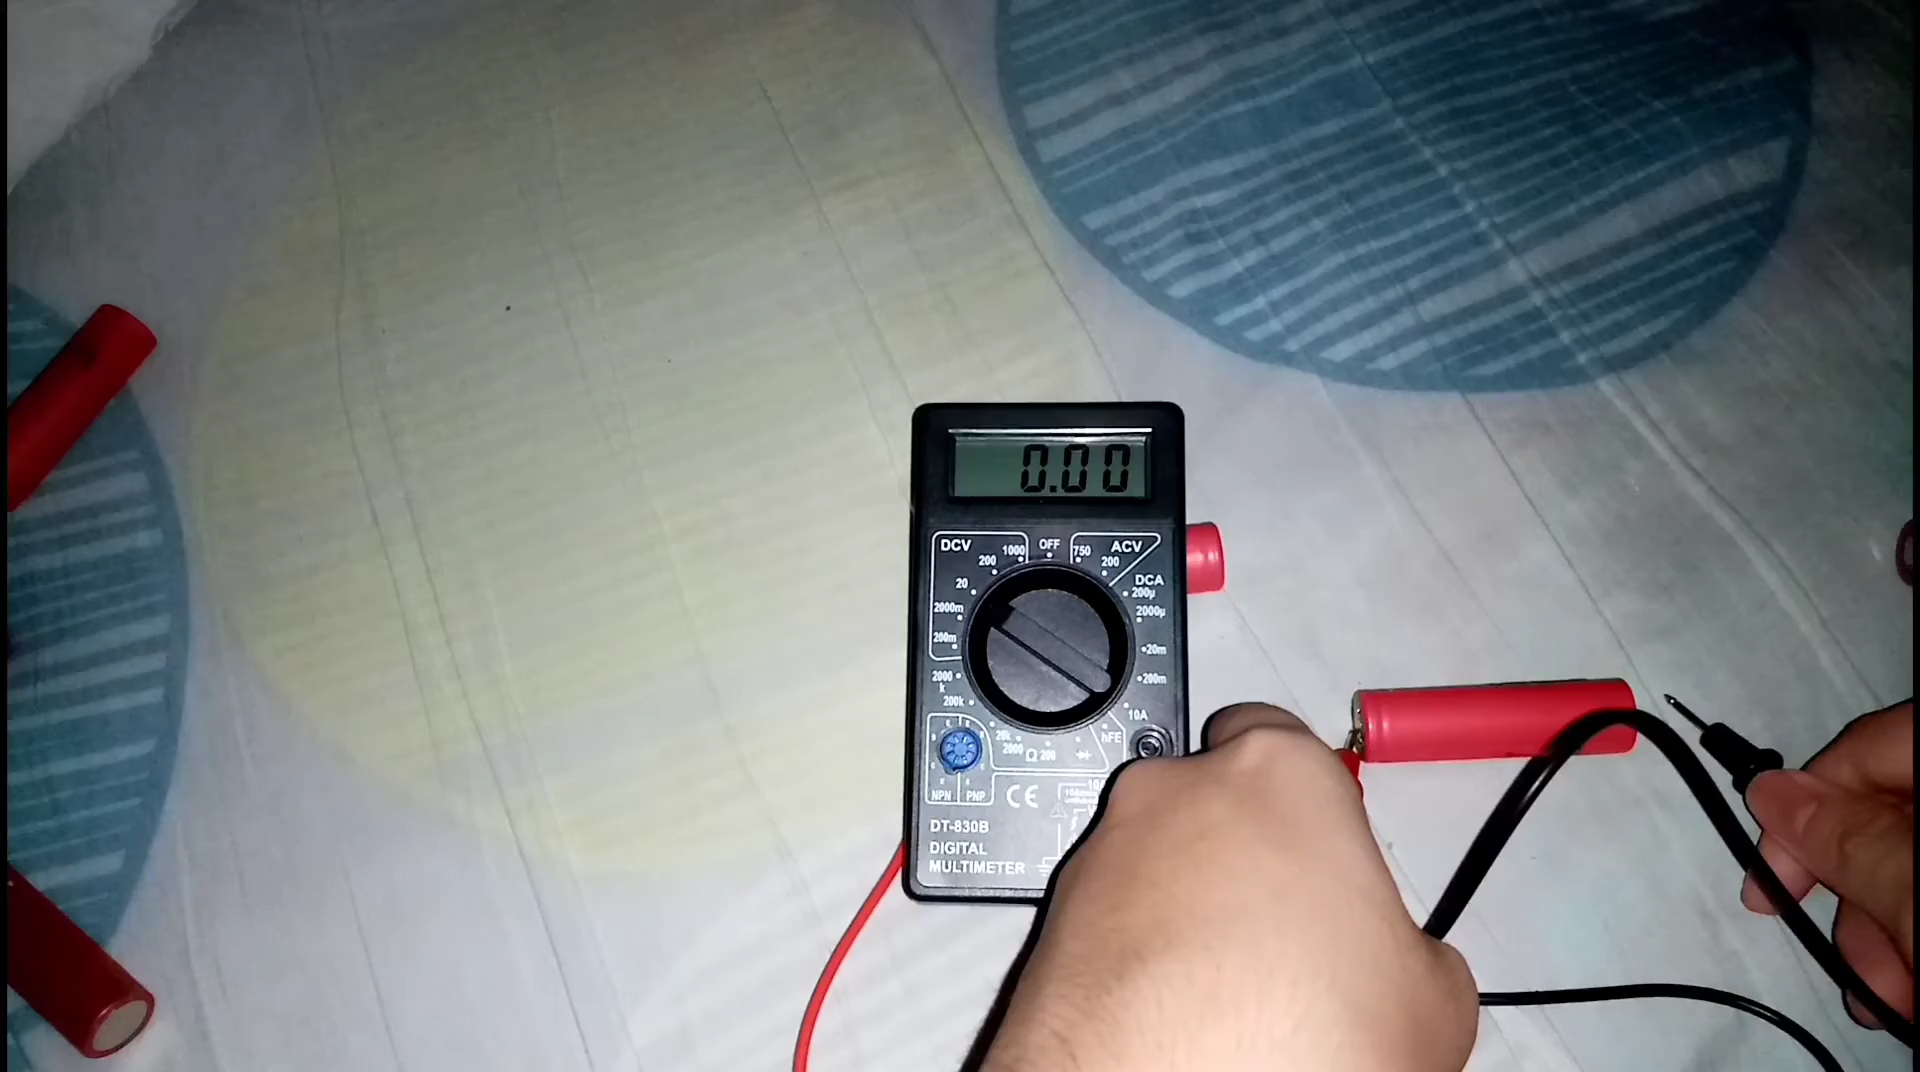 0.00
DCV
1000
OFF
750
ACV
200
200
DCA
20
200µ
2000m
2000µ
200m
20m
2000
k
200m
200k
10A
20k
hFE
2000
Ω
200
NPN
PNP
CE
DT-830B
DIGITAL
MULTIMETER